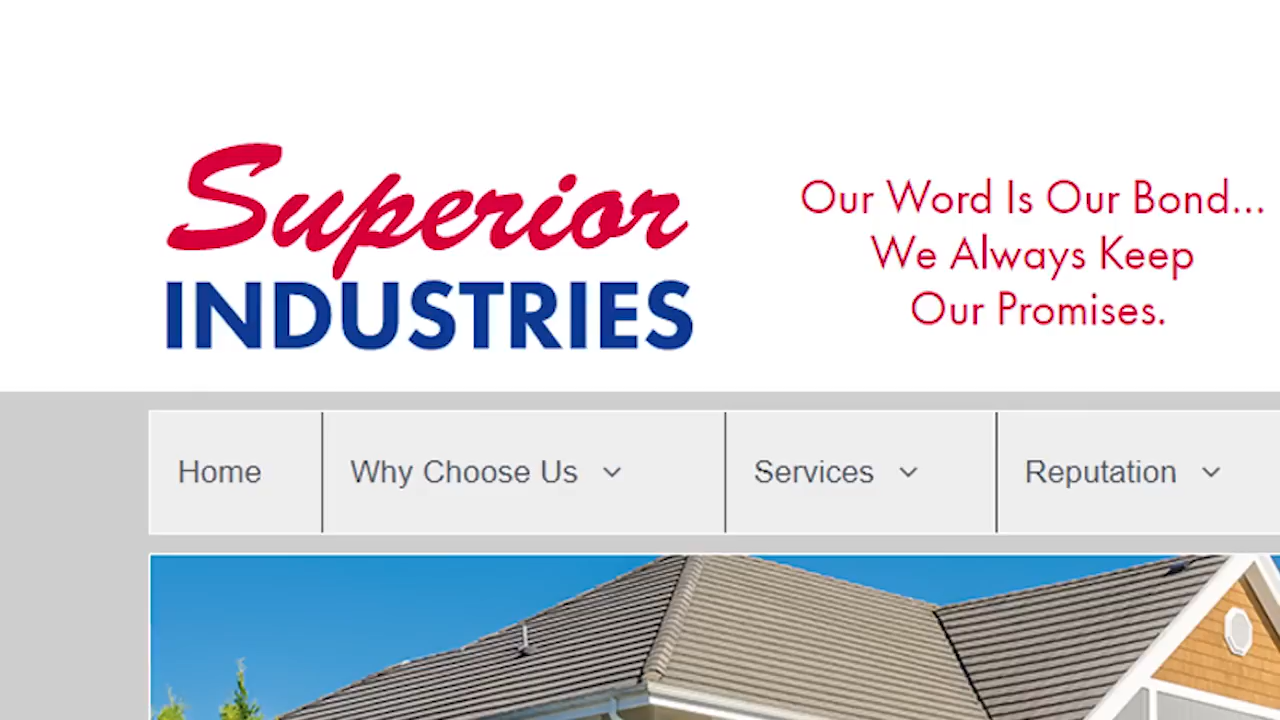 Superior
INDUSTRIES
Our Word Is Our Bond...
We Always Keep
Our Promises.
Home
Why Choose Us
Services
Reputation